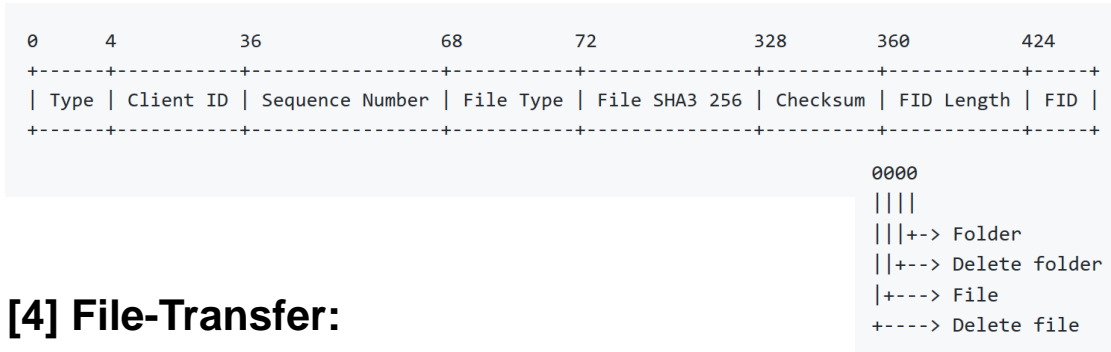 0      4           36                68          72              328        360          424
+------+-----------+-----------------+-----------+---------------+----------+------------+-----+
| Type | Client ID | Sequence Number | File Type | File SHA3 256 | Checksum | FID Length | FID |
+------+-----------+-----------------+-----------+---------------+----------+------------+-----+
0000
||||
|||+-> Folder
||+--> Delete folder
|+---> File
+----> Delete file
[4] File-Transfer: